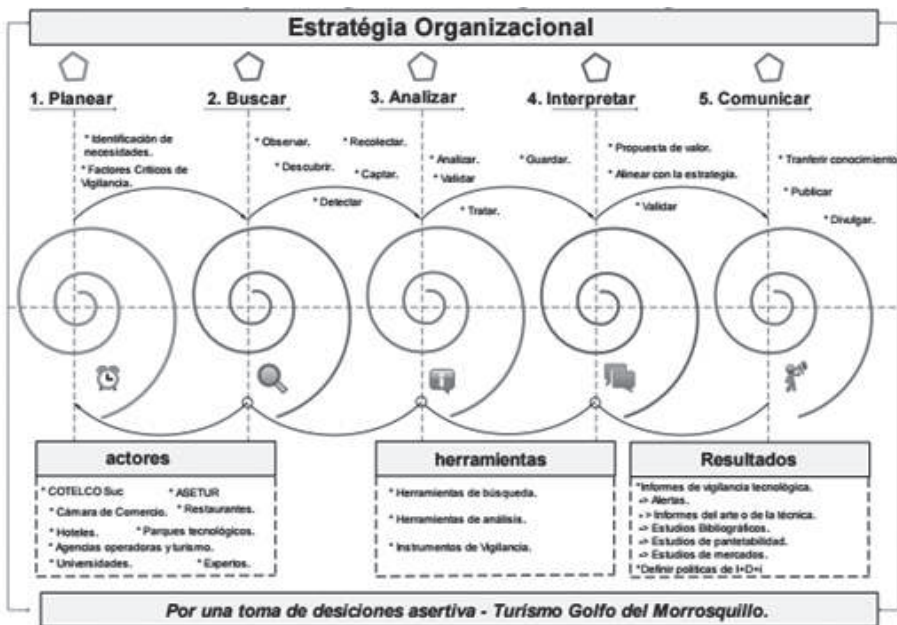 Estratégia Organizacional
1. Planear
2. Buscar
3. Analizar
4. Interpretar
5. Comunicar
* Identificación de
necesidades.
* Factores Criticos de
Vigilancia.
* Observar.
* Recolectar.
* Descubrir.
* Captar.
* Detectar
* Analizar.
* Guardar.
* Validar
* Tratar.
* Propuesta de valor.
* Alinear con la estrategia.
* Validar
* Tranferir conocimiento
* Publicar
* Divulgar.
actores
* COTELCO Suc
* ASETUR
* Cámara de Comercio.
* Restaurantes.
* Hoteles.
* Parques tecnológicos.
* Agencias operadoras y turismo.
* Universidades.
* Expertos.
herramientas
* Herramientas de búsqueda.
* Herramientas de análisis.
* Instrumentos de Vigilancia.
Resultados
*Informes de vigilancia tecnológica.
-> Alertas.
-> Informes del arte o de la técnica.
-> Estudios Bibliográficos.
-> Estudios de pantetabilidad.
-> Estudios de mercados.
*Definir políticas de I+D+i
Por una toma de desiciones asertiva - Turismo Golfo del Morrosquillo.